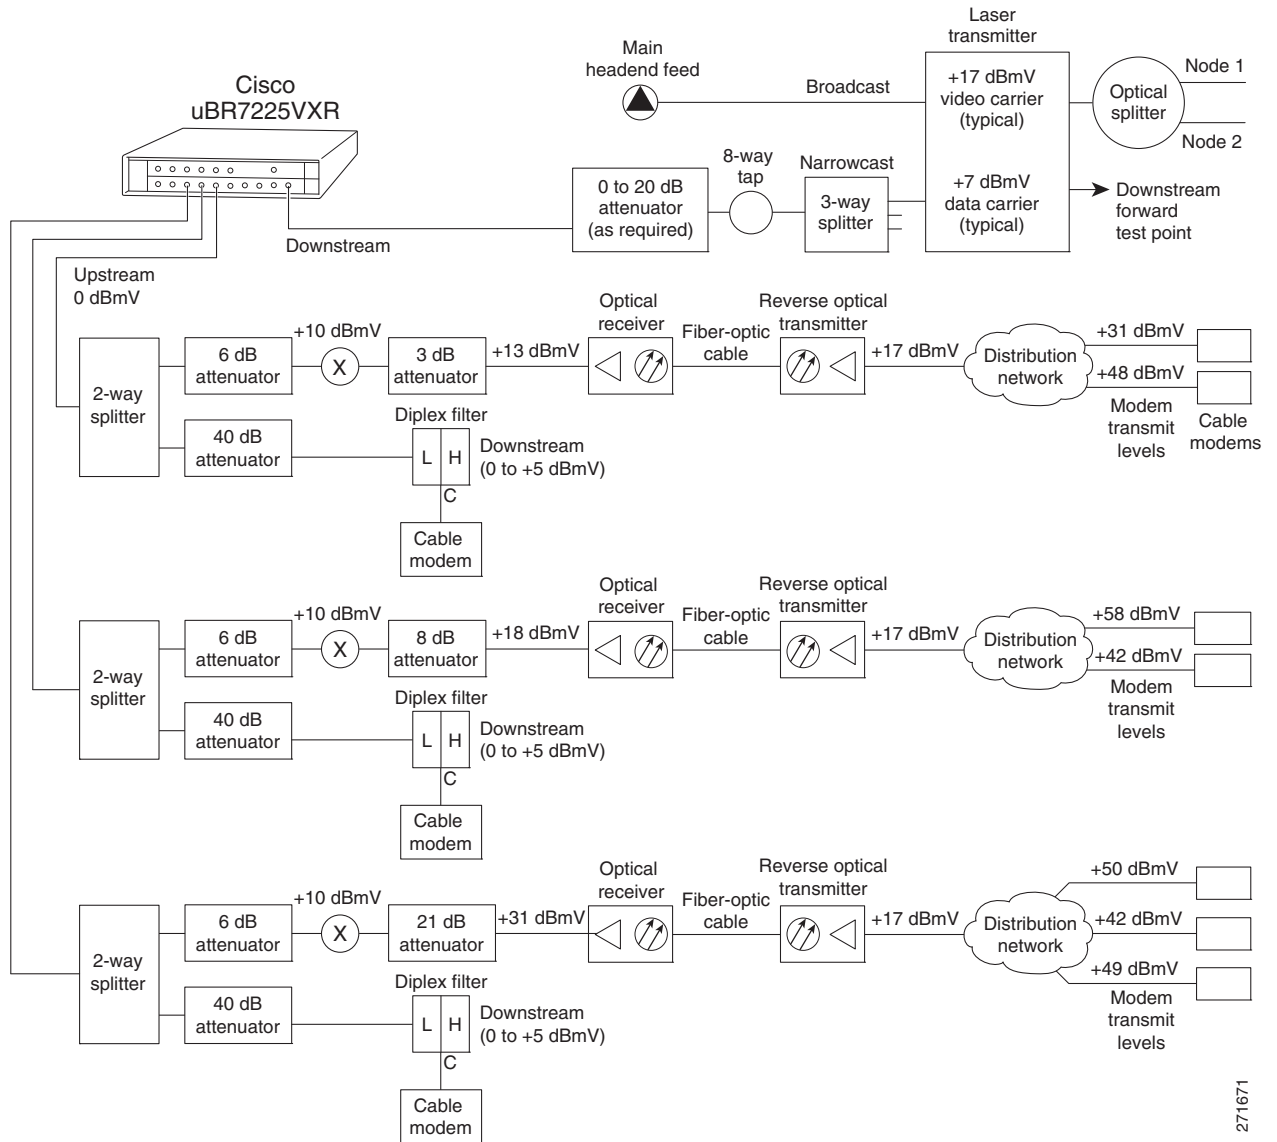 Cisco
uBR7225VXR
Main
headend feed
Broadcast
Laser
transmitter
+17 dBmV
video carrier
(typical)
+7 dBmV
data carrier
(typical)
Optical
splitter
Node 1
Node 2
Downstream
forward
test point
8-way
tap
Narrowcast
3-way
splitter
0 to 20 dB
attenuator
(as required)
Downstream
Upstream
0 dBmV
2-way
splitter
6 dB
attenuator
+10 dBmV
X
3 dB
attenuator
+13 dBmV
Optical
receiver
Fiber-optic
cable
Reverse optical
transmitter
+17 dBmV
Distribution
network
+31 dBmV
+48 dBmV
Modem
transmit
levels
Cable
modems
40 dB
attenuator
Diplex filter
L
H
C
Downstream
(0 to +5 dBmV)
Cable
modem
2-way
splitter
6 dB
attenuator
+10 dBmV
X
8 dB
attenuator
+18 dBmV
Optical
receiver
Fiber-optic
cable
Reverse optical
transmitter
+17 dBmV
Distribution
network
+58 dBmV
+42 dBmV
Modem
transmit
levels
40 dB
attenuator
Diplex filter
L
H
C
Downstream
(0 to +5 dBmV)
Cable
modem
2-way
splitter
6 dB
attenuator
+10 dBmV
X
21 dB
attenuator
+31 dBmV
Optical
receiver
Fiber-optic
cable
Reverse optical
transmitter
+17 dBmV
Distribution
network
+50 dBmV
+42 dBmV
+49 dBmV
Modem
transmit
levels
40 dB
attenuator
Diplex filter
L
H
C
Downstream
(0 to +5 dBmV)
Cable
modem
271671